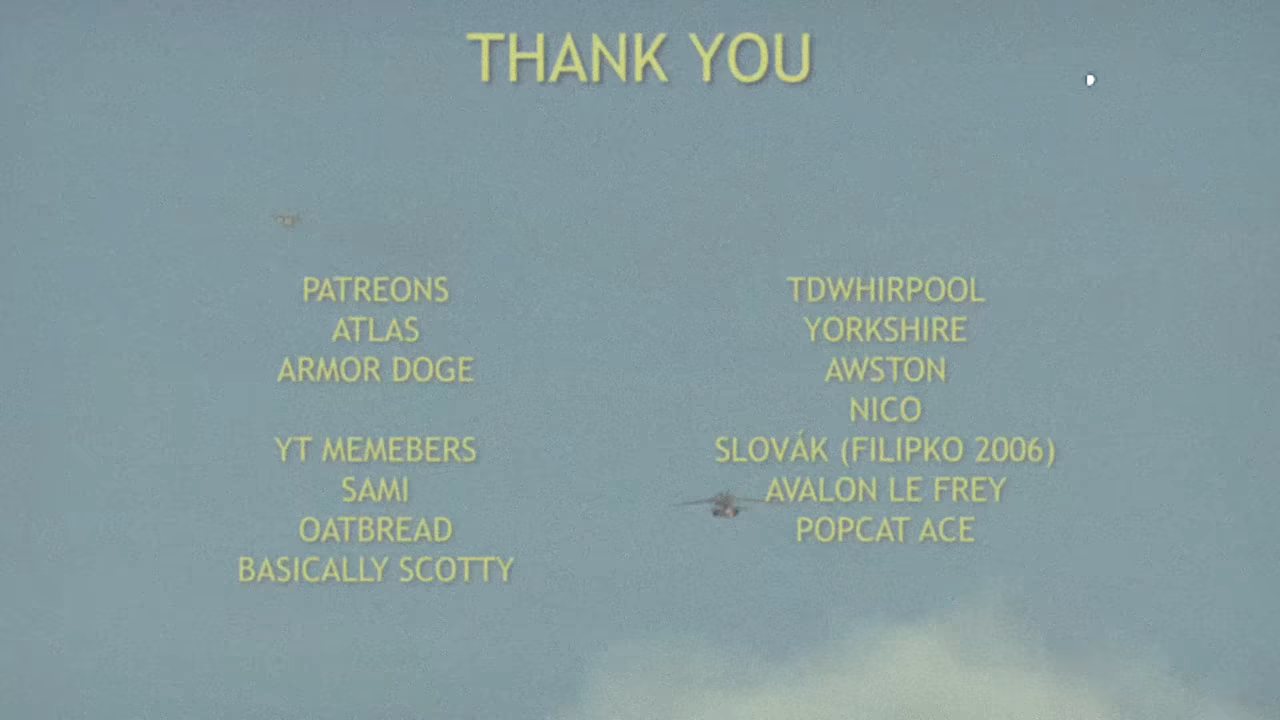 THANK YOU
PATREONS
ATLAS
ARMOR DOGE
YT MEMEBERS
SAMI
OATBREAD
BASICALLY SCOTTY
TDWHIRPOOL
YORKSHIRE
AWSTON
NICO
SLOVÁK (FILIPKO 2006)
AVALON LE FREY
POPCAT ACE